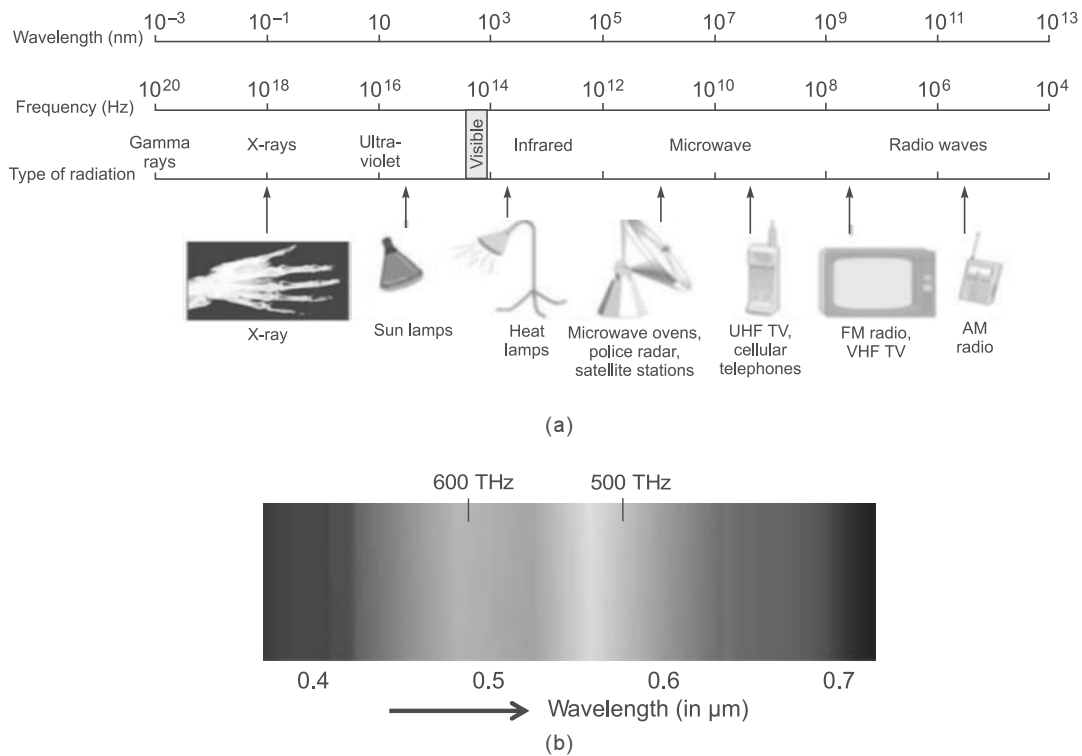 10⁻³ 10⁻¹ 10 10³ 10⁵ 10⁷ 10⁹ 10¹¹ 10¹³
Wavelength (nm)
10²⁰ 10¹⁸ 10¹⁶ 10¹⁴ 10¹² 10¹⁰ 10⁸ 10⁶ 10⁴
Frequency (Hz)
Gamma
rays
X-rays
Ultra-
violet
Visible
Infrared
Microwave
Radio waves
Type of radiation
X-ray
Sun lamps
Heat
lamps
Microwave ovens,
police radar,
satellite stations
UHF TV,
cellular
telephones
FM radio,
VHF TV
AM
radio
(a)
600 THz 500 THz
0.4 0.5 0.6 0.7
Wavelength (in μm)
(b)